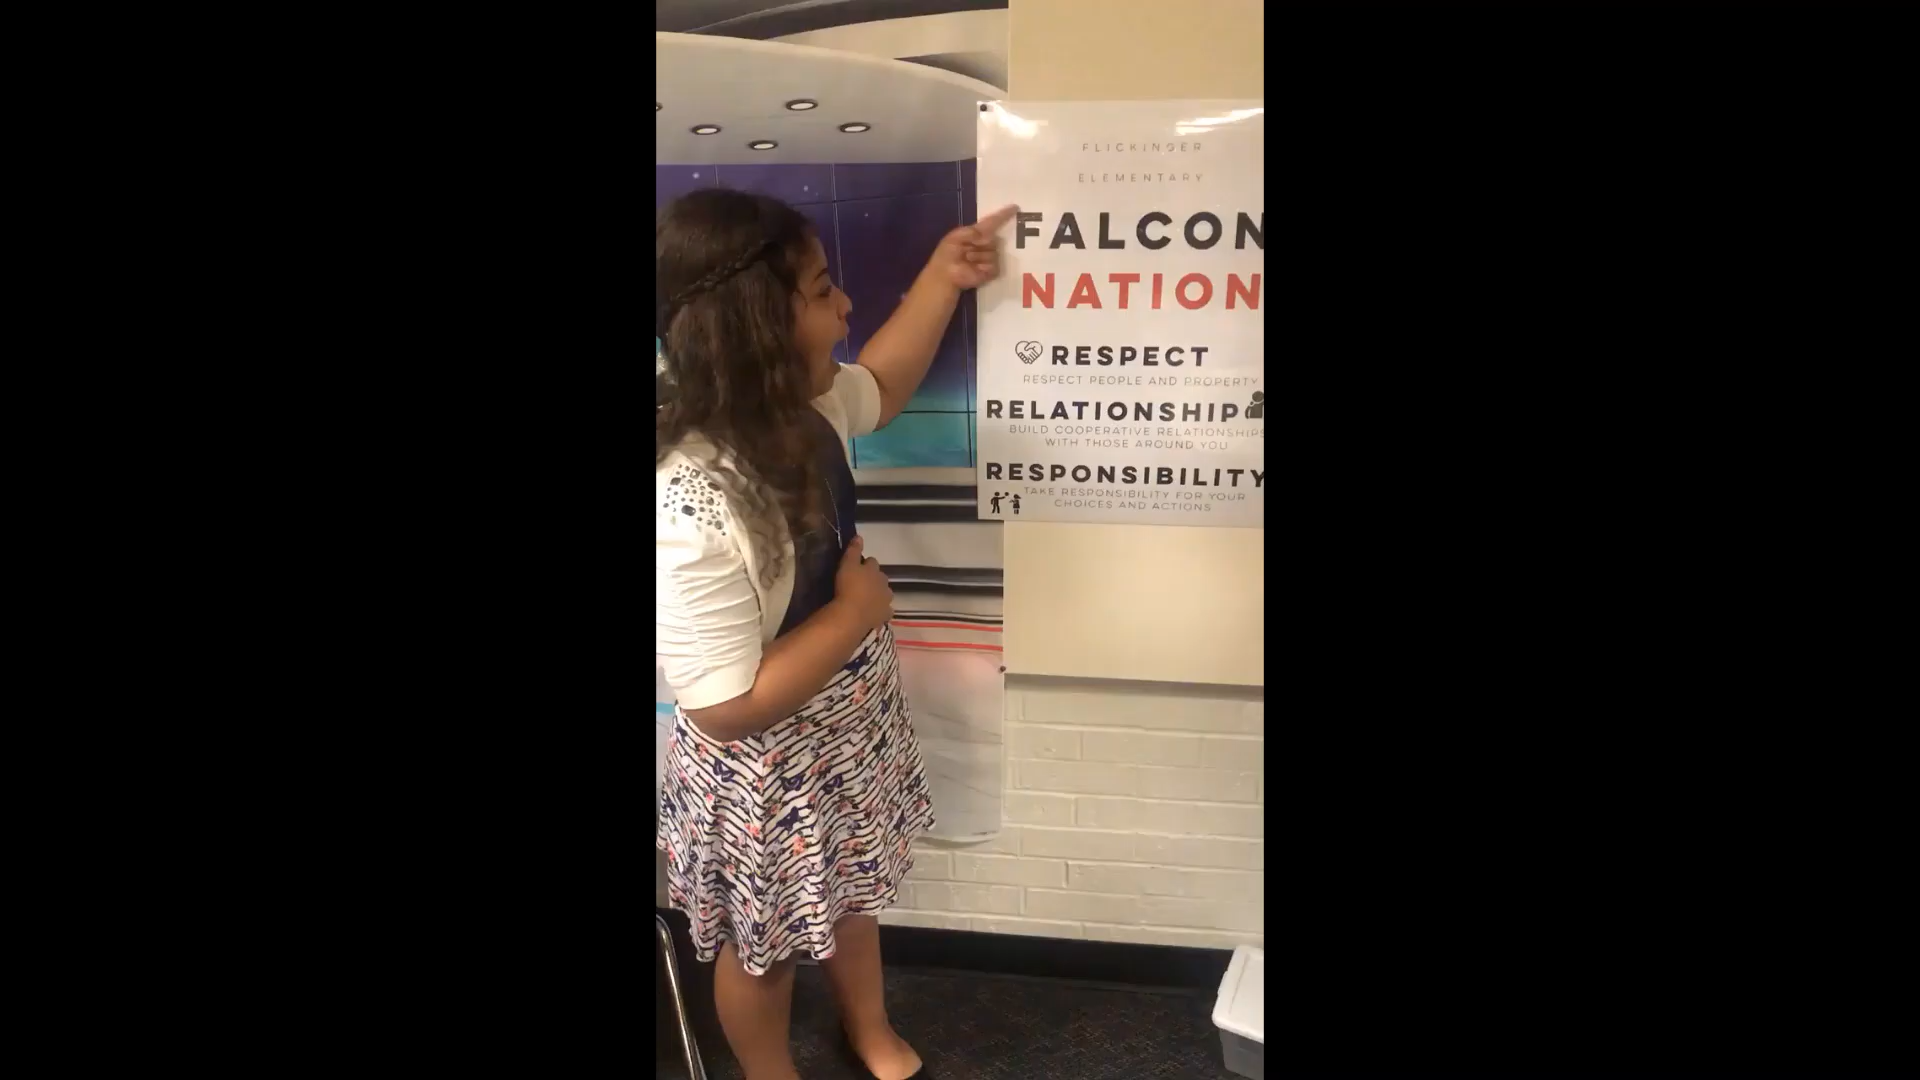 FLICKINGER
ELEMENTARY
FALCON
NATION
RESPECT
RESPECT PEOPLE AND PROPERTY
RELATIONSHIP
BUILD COOPERATIVE RELATIONSHIPS
WITH THOSE AROUND YOU
RESPONSIBILITY
TAKE RESPONSIBILITY FOR YOUR
CHOICES AND ACTIONS